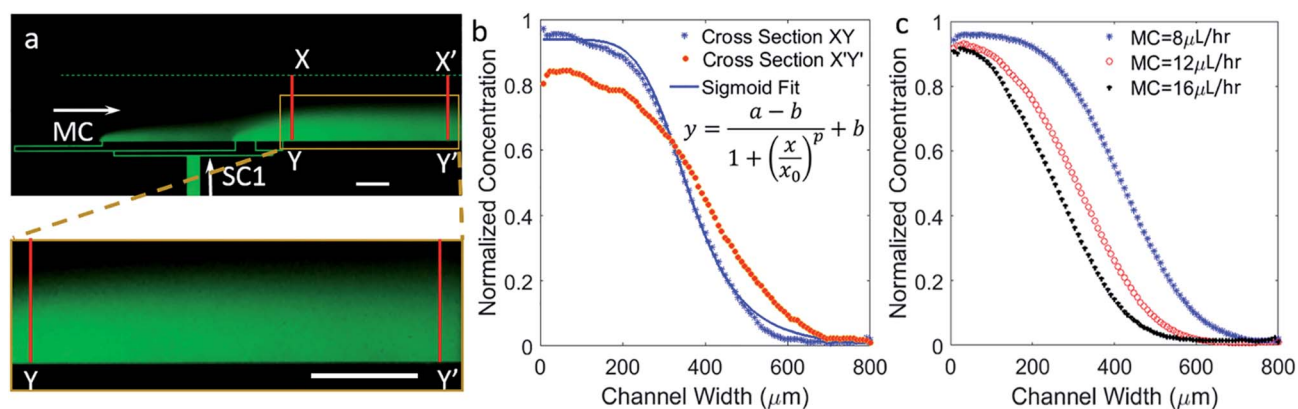 a
X
X'
MC
Y
Y'
SC1
Y
Y'
b
Normalized Concentration
1
0.8
0.6
0.4
0.2
0
0
200
400
600
800
Channel Width (μm)
Cross Section XY
Cross Section X'Y'
Sigmoid Fit
y = (a − b) / (1 + (x/x₀)ᵖ) + b
c
Normalized Concentration
1
0.8
0.6
0.4
0.2
0
0
200
400
600
800
Channel Width (μm)
MC=8μL/hr
MC=12μL/hr
MC=16μL/hr